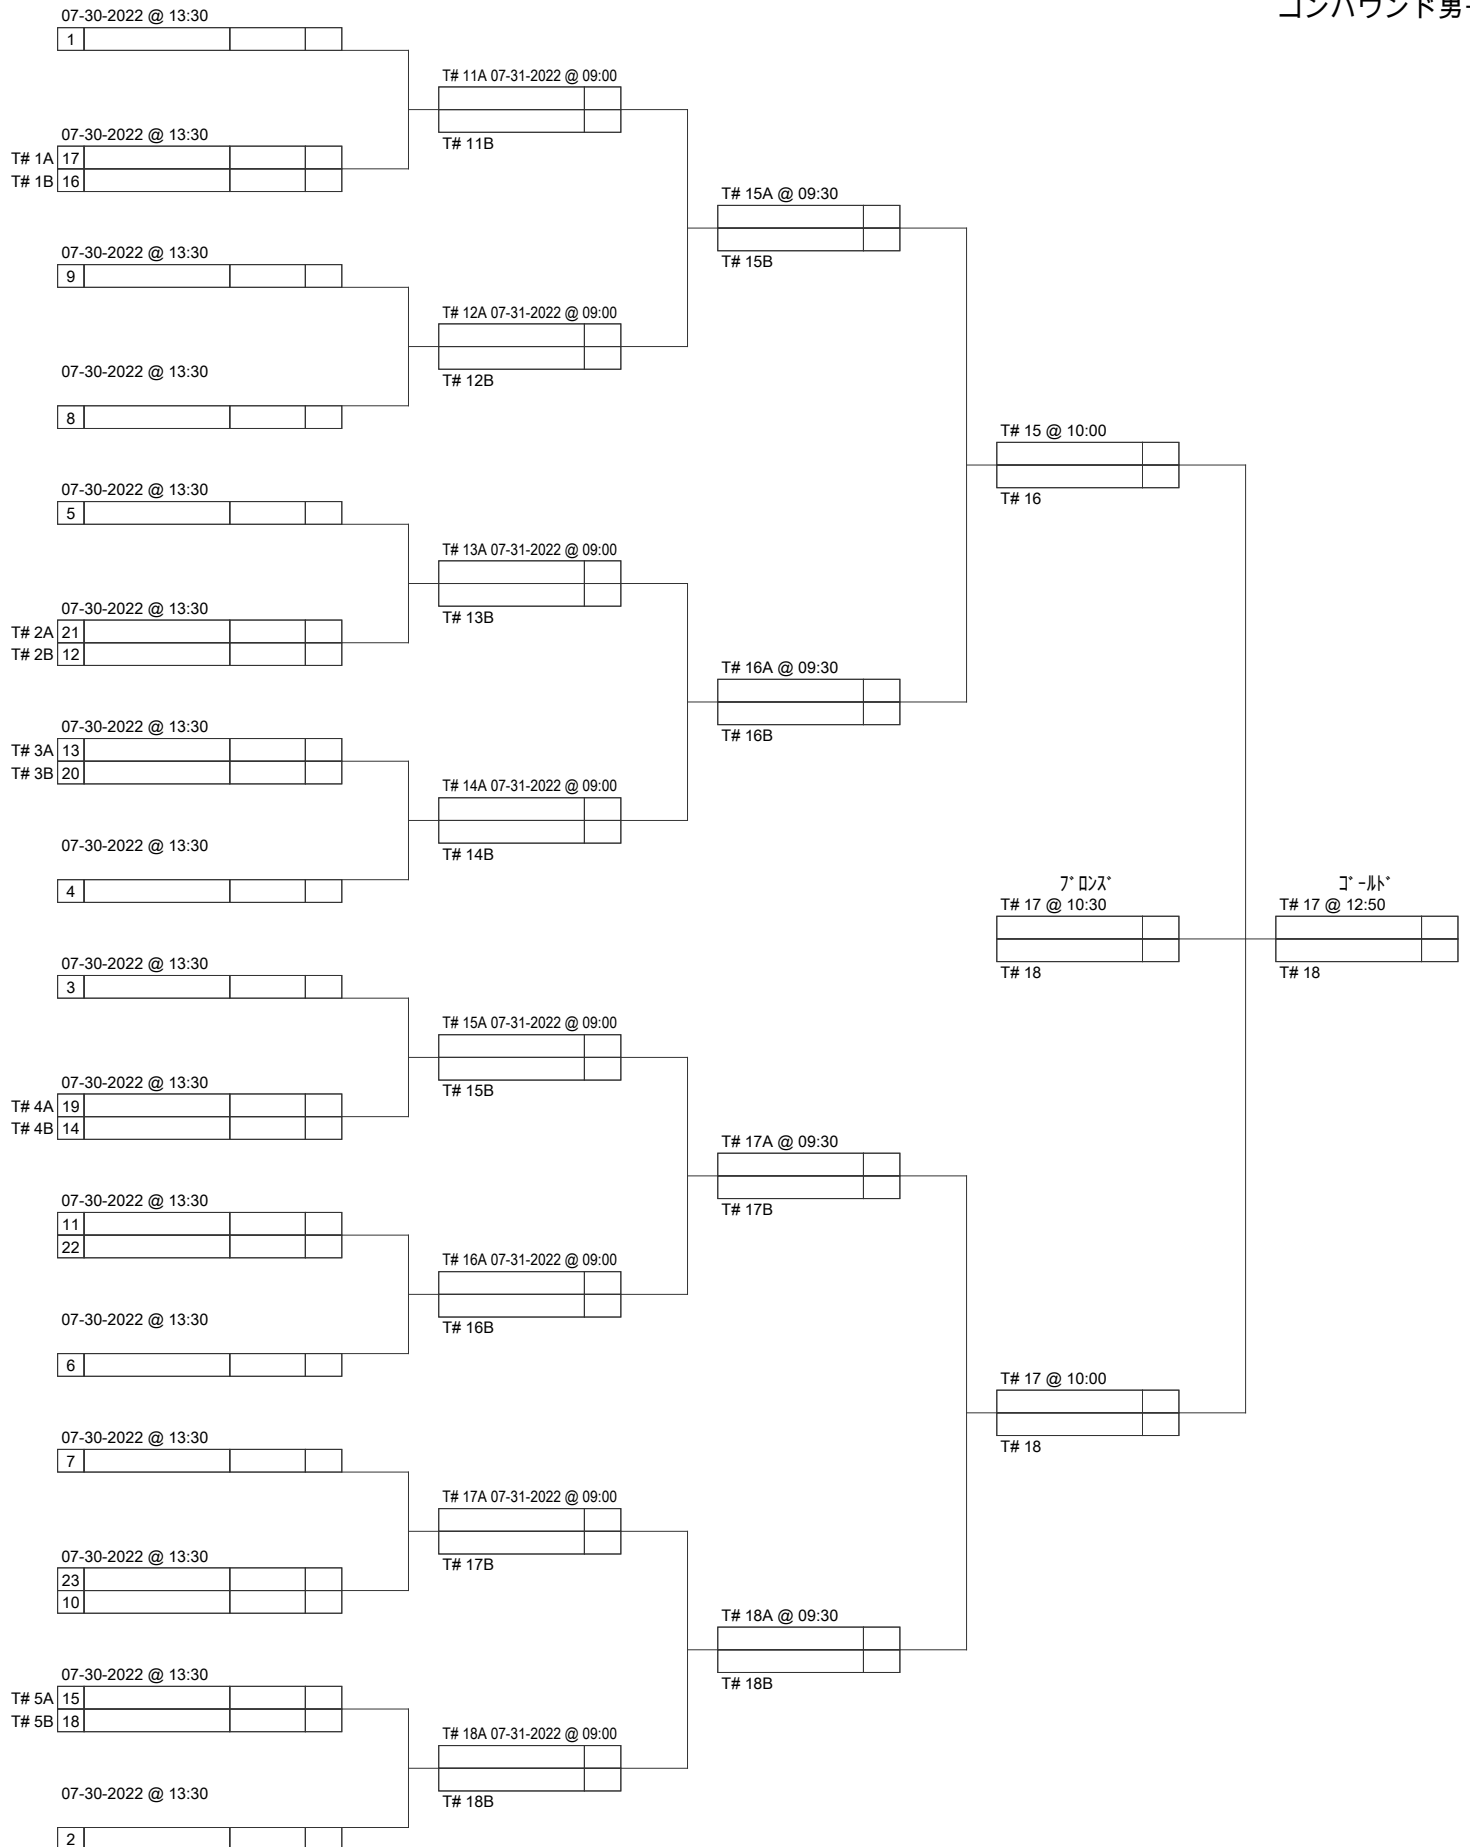 コンパウンド男子
07-30-2022 @ 13:30
1
T# 11A 07-31-2022 @ 09:00
T# 11B
07-30-2022 @ 13:30
T# 1A 17
T# 1B 16
T# 15A @ 09:30
T# 15B
07-30-2022 @ 13:30
9
T# 12A 07-31-2022 @ 09:00
T# 12B
07-30-2022 @ 13:30
8
T# 15 @ 10:00
T# 16
07-30-2022 @ 13:30
5
T# 13A 07-31-2022 @ 09:00
T# 13B
07-30-2022 @ 13:30
T# 2A 21
T# 2B 12
T# 16A @ 09:30
T# 16B
07-30-2022 @ 13:30
T# 3A 13
T# 3B 20
T# 14A 07-31-2022 @ 09:00
T# 14B
07-30-2022 @ 13:30
4
ﾌﾞﾛﾝｽﾞ
T# 17 @ 10:30
T# 18
ｺﾞｰﾙﾄﾞ
T# 17 @ 12:50
T# 18
07-30-2022 @ 13:30
3
T# 15A 07-31-2022 @ 09:00
T# 15B
07-30-2022 @ 13:30
T# 4A 19
T# 4B 14
T# 17A @ 09:30
T# 17B
07-30-2022 @ 13:30
11
22
T# 16A 07-31-2022 @ 09:00
T# 16B
07-30-2022 @ 13:30
6
T# 17 @ 10:00
T# 18
07-30-2022 @ 13:30
7
T# 17A 07-31-2022 @ 09:00
T# 17B
07-30-2022 @ 13:30
23
10
T# 18A @ 09:30
T# 18B
07-30-2022 @ 13:30
T# 5A 15
T# 5B 18
T# 18A 07-31-2022 @ 09:00
T# 18B
07-30-2022 @ 13:30
2